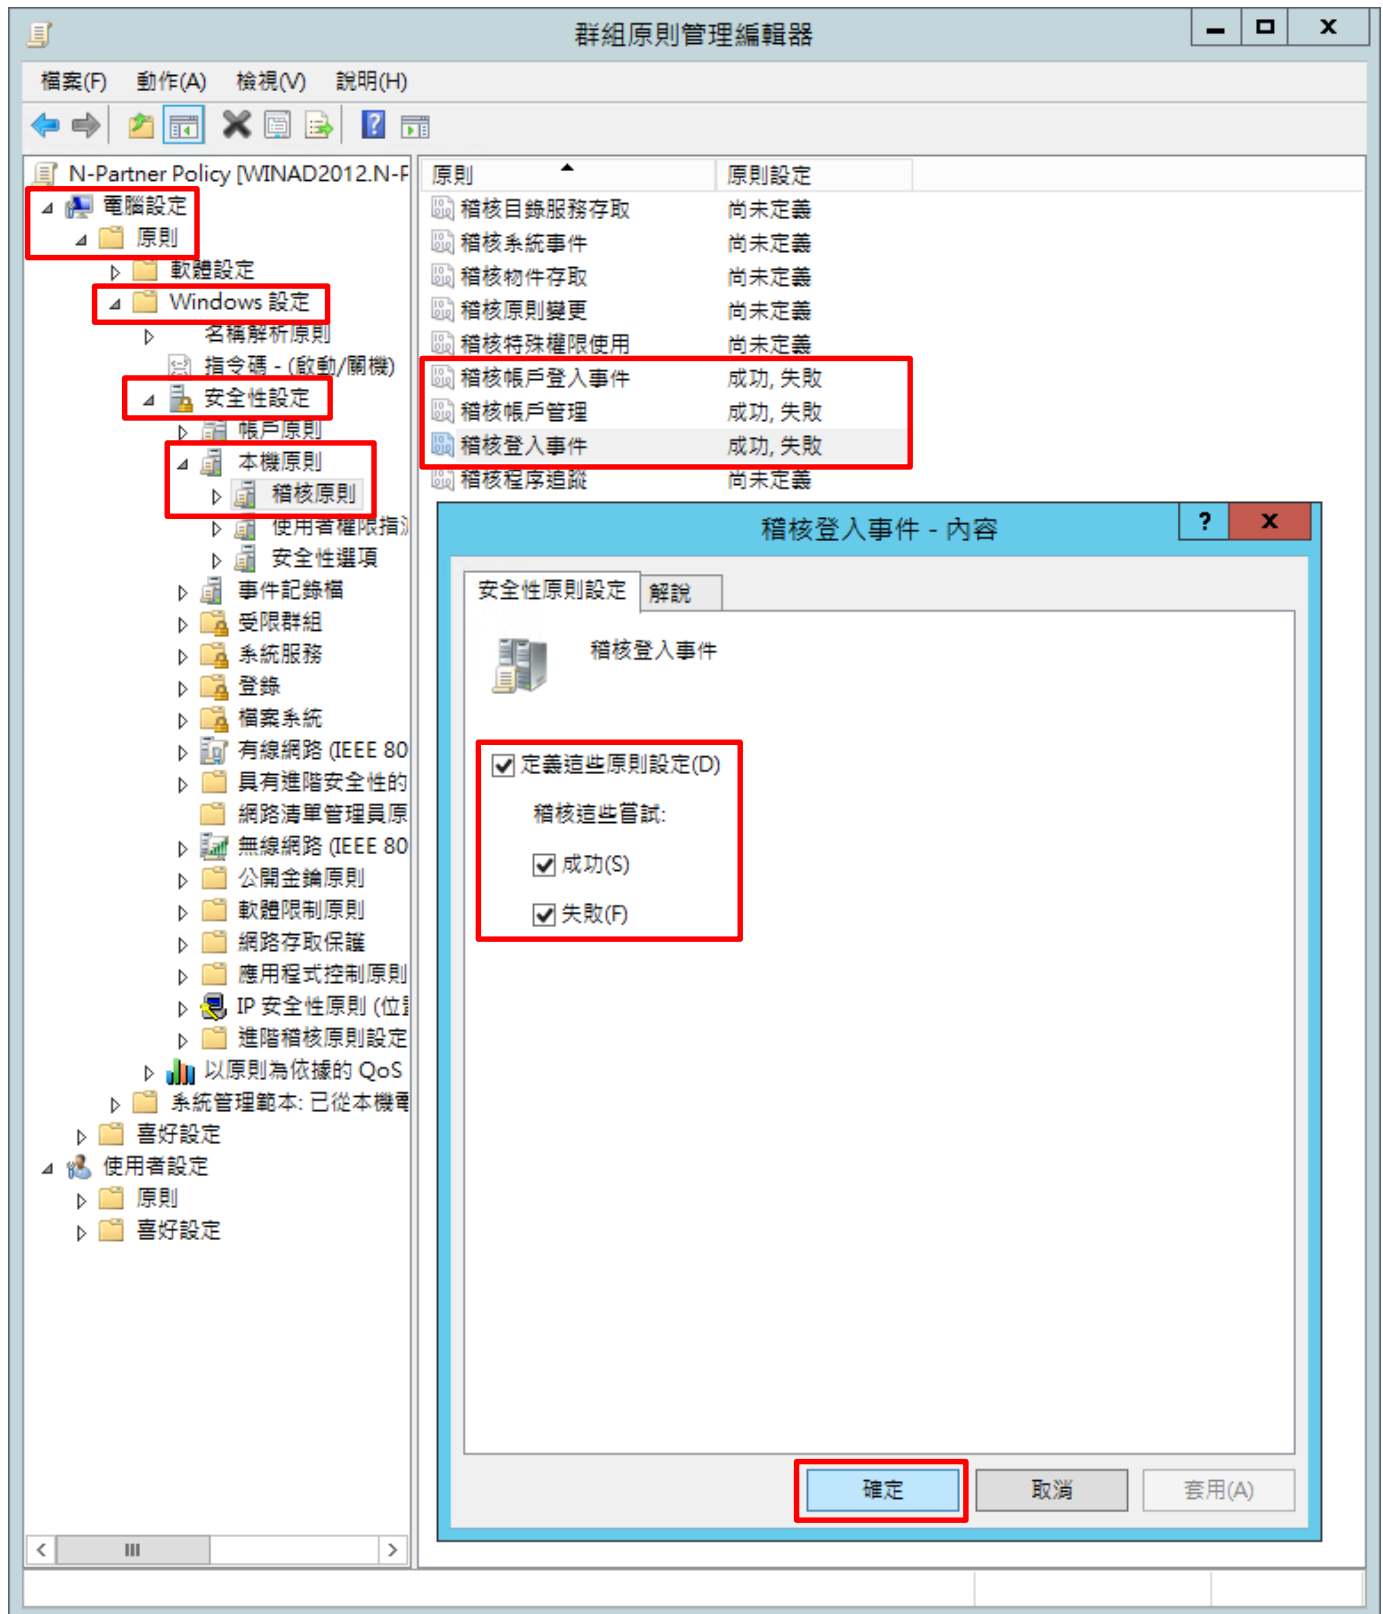 群組原則管理編輯器
檔案(F) 動作(A) 檢視(V) 說明(H)
N-Partner Policy [WINAD2012.N-P
電腦設定
原則
軟體設定
Windows 設定
名稱解析原則
指令碼 - (啟動/關機)
安全性設定
帳戶原則
本機原則
稽核原則
使用者權限指派
安全性選項
事件記錄檔
受限群組
系統服務
登錄
檔案系統
有線網路 (IEEE 80
具有進階安全性的
網路清單管理員原
無線網路 (IEEE 80
公開金鑰原則
軟體限制原則
網路存取保護
應用程式控制原則
IP 安全性原則 (位置
進階稽核原則設定
以原則為依據的 QoS
系統管理範本: 已從本機電
喜好設定
使用者設定
原則
喜好設定
原則 原則設定
稽核目錄服務存取 尚未定義
稽核系統事件 尚未定義
稽核物件存取 尚未定義
稽核原則變更 尚未定義
稽核特殊權限使用 尚未定義
稽核帳戶登入事件 成功, 失敗
稽核帳戶管理 成功, 失敗
稽核登入事件 成功, 失敗
稽核程序追蹤 尚未定義
稽核登入事件 - 內容
安全性原則設定 解說
稽核登入事件
定義這些原則設定(D)
稽核這些嘗試:
成功(S)
失敗(F)
確定 取消 套用(A)